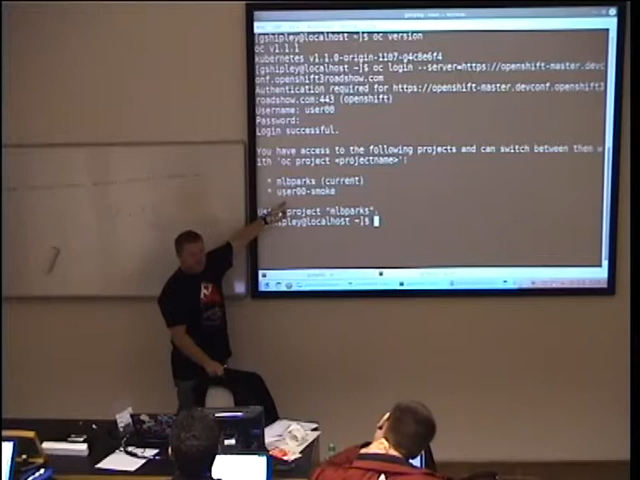 [gshipley@localhost ~]$ oc version
oc v1.1.1
kubernetes v1.1.0-origin-1107-g4c8e6f4
[gshipley@localhost ~]$ oc login --server=https://openshift-master.dev
onf.openshift3roadshow.com
Authentication required for https://openshift-master.devconf.openshift3
roadshow.com:443 (openshift)
Username: user00
Password:
Login successful.
You have access to the following projects and can switch between them w
ith 'oc project <projectname>':
* mlbparks (current)
* user00-smoke
project "mlbparks".
ipley@localhost ~]$